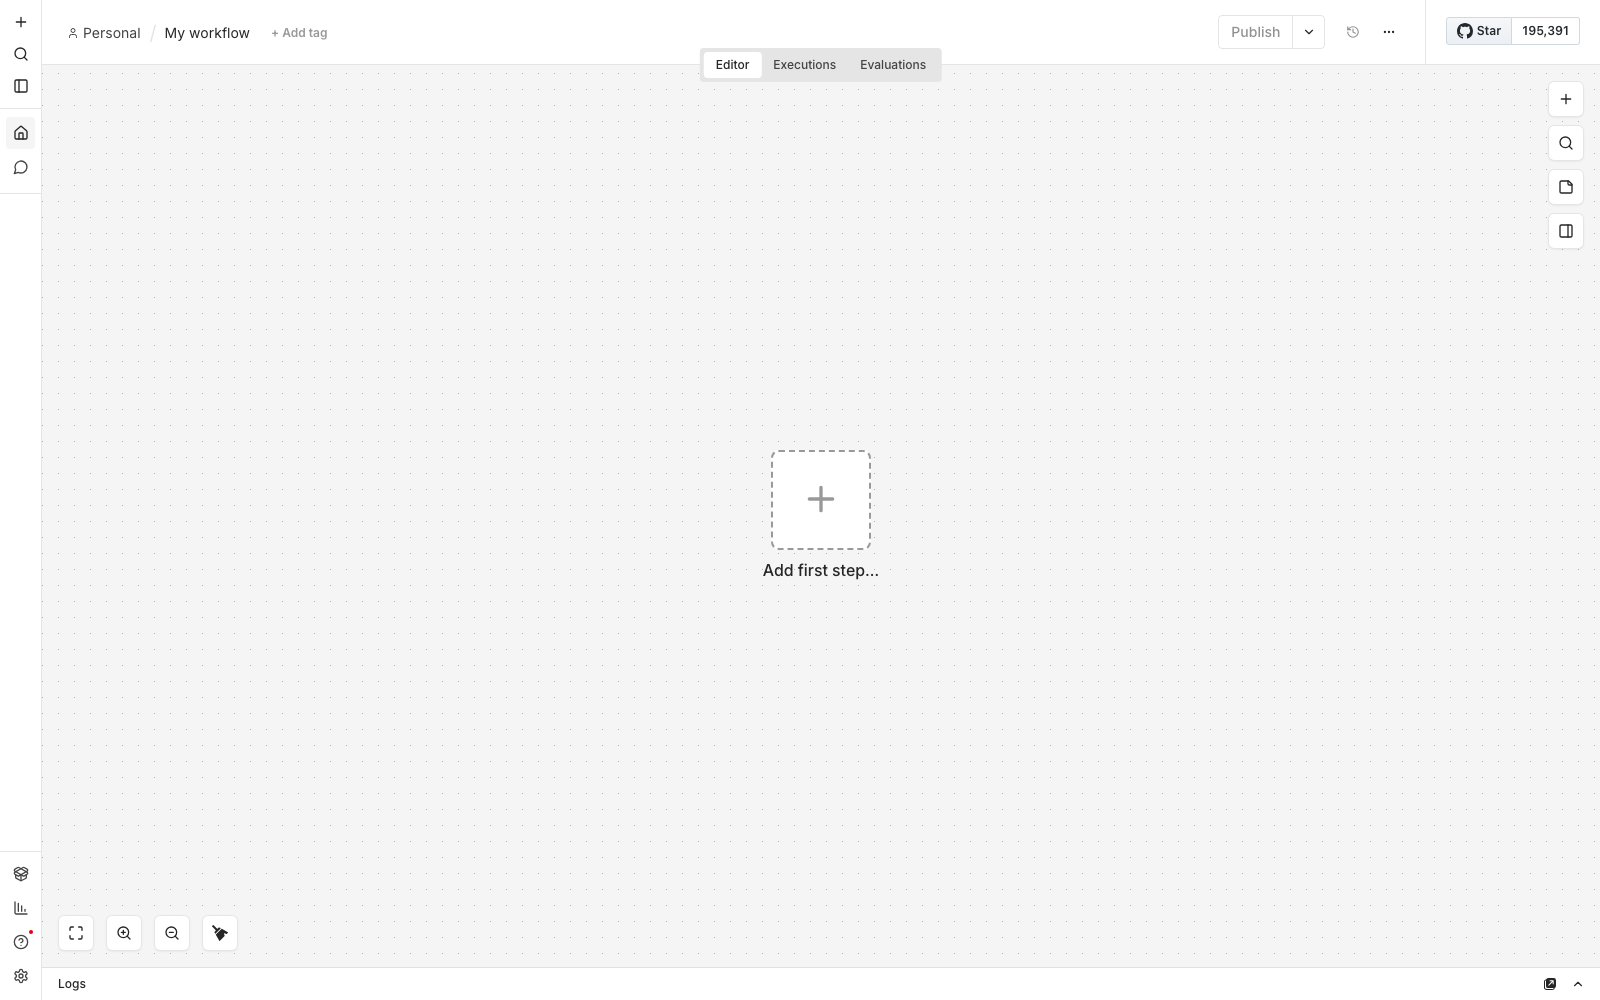 Personal / My workflow + Add tag
Publish
Star 195,391
Editor Executions Evaluations
Add first step...
Logs